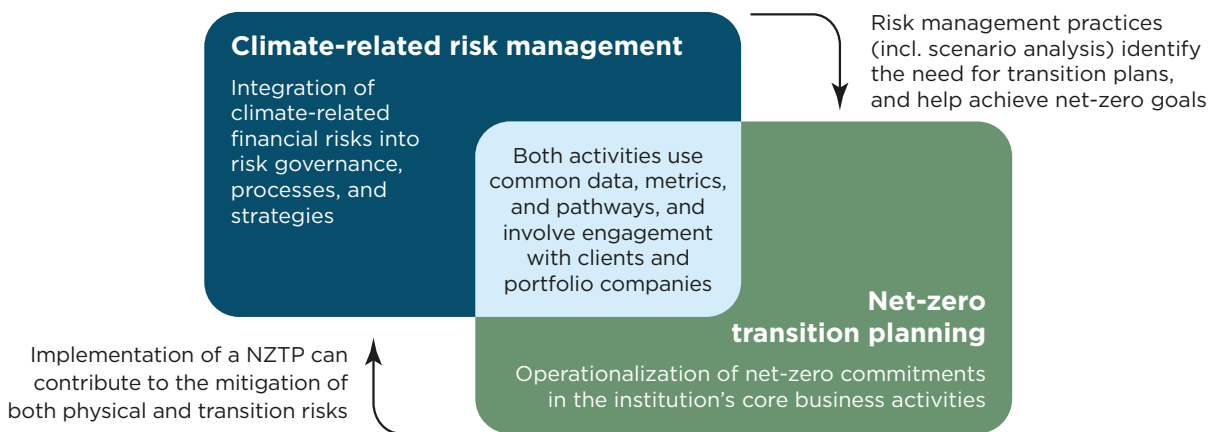 Climate-related risk management
Integration of
climate-related
financial risks into
risk governance,
processes, and
strategies
Risk management practices
(incl. scenario analysis) identify
the need for transition plans,
and help achieve net-zero goals
Both activities use
common data, metrics,
and pathways, and
involve engagement
with clients and
portfolio companies
Net-zero
transition planning
Operationalization of net-zero commitments
in the institution’s core business activities
Implementation of a NZTP can
contribute to the mitigation of
both physical and transition risks